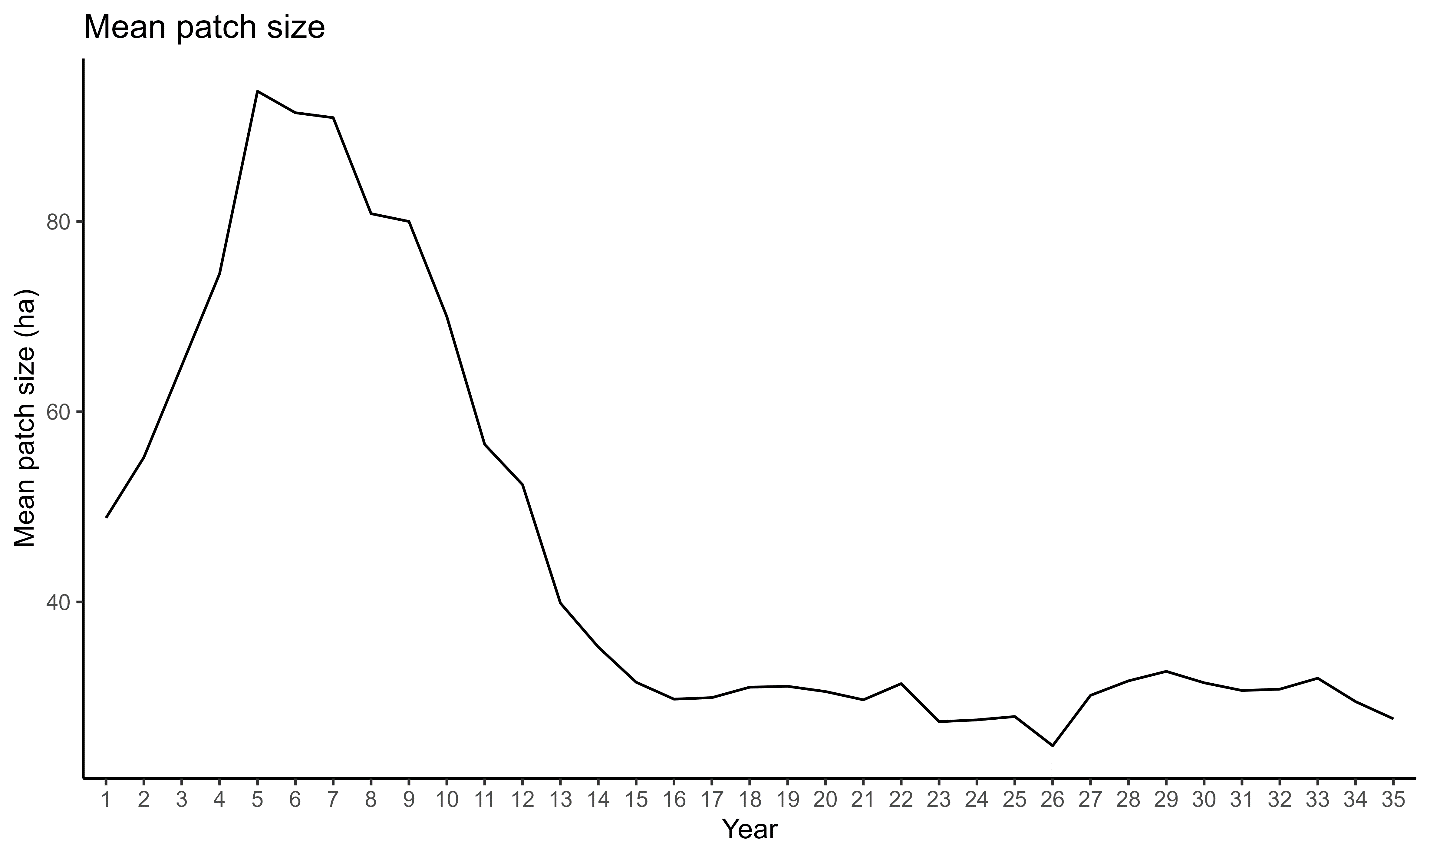 Mean patch size
Mean patch size (ha)
80
60
40
1 2 3 4 5 6 7 8 9 10 11 12 13 14 15 16 17 18 19 20 21 22 23 24 25 26 27 28 29 30 31 32 33 34 35
Year